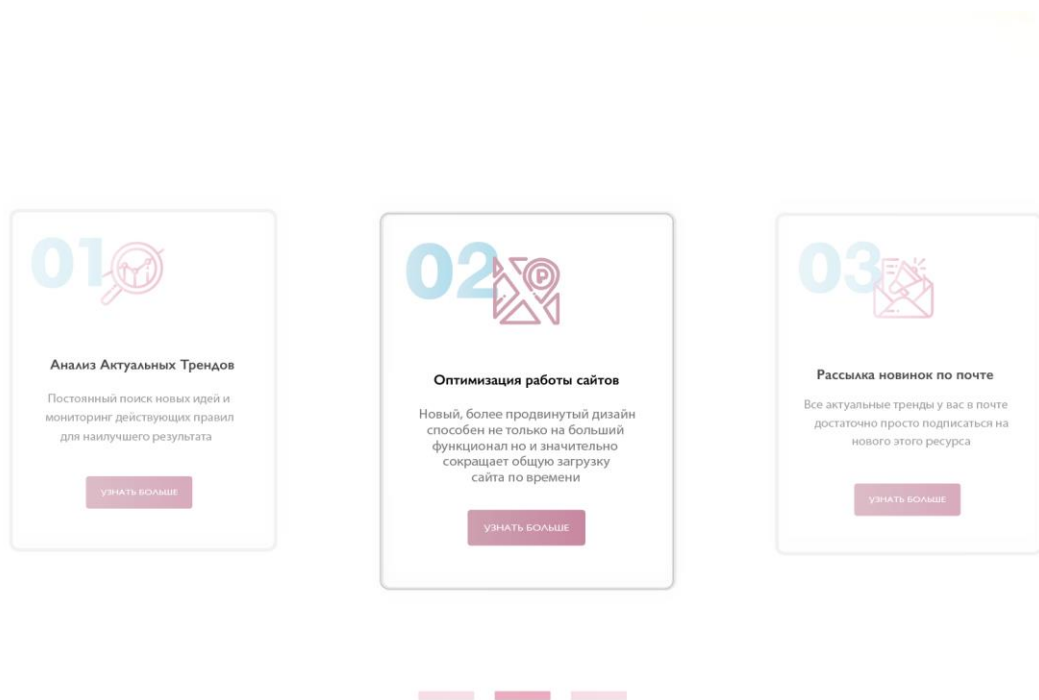 01
Анализ Актуальных Трендов
Постоянный поиск новых идей и
мониторинг действующих правил
для наилучшего результата
УЗНАТЬ БОЛЬШЕ
02
Оптимизация работы сайтов
Новый, более продвинутый дизайн
способен не только на больший
функционал но и значительно
сокращает общую загрузку
сайта по времени
УЗНАТЬ БОЛЬШЕ
03
Рассылка новинок по почте
Все актуальные тренды у вас в почте
достаточно просто подписаться на
нового этого ресурса
УЗНАТЬ БОЛЬШЕ